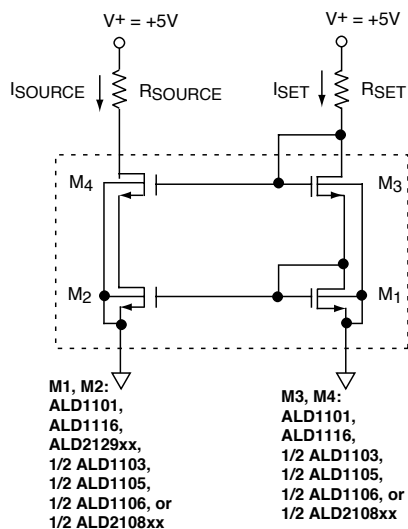 V+ = +5V
V+ = +5V
ISOURCE
RSOURCE
ISET
RSET
M4
M3
M2
M1
M1, M2:
ALD1101,
ALD1116,
ALD2129xx,
1/2 ALD1103,
1/2 ALD1105,
1/2 ALD1106, or
1/2 ALD2108xx
M3, M4:
ALD1101,
ALD1116,
1/2 ALD1103,
1/2 ALD1105,
1/2 ALD1106 or
1/2 ALD2108xx